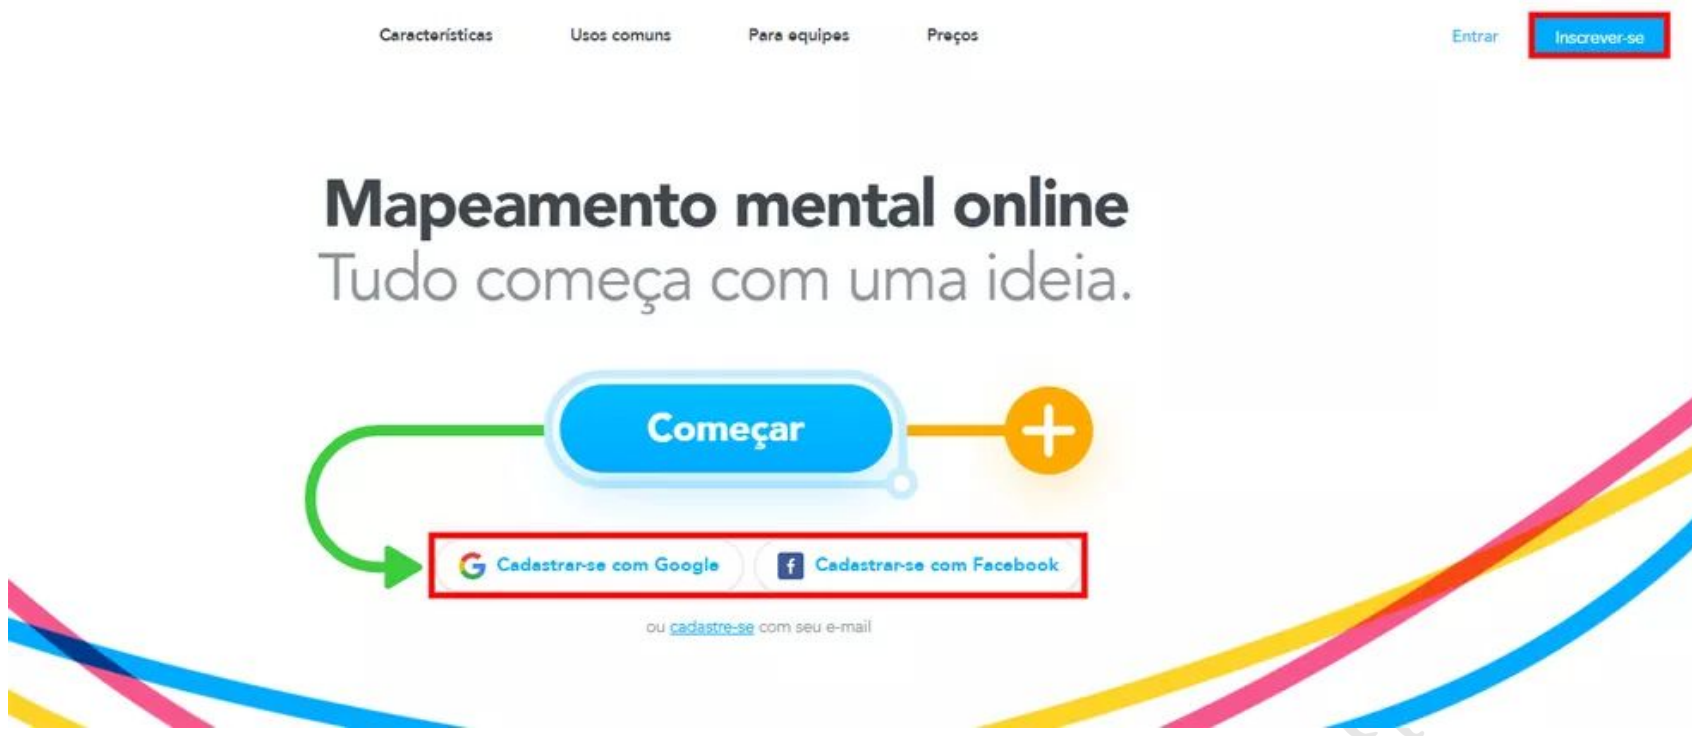 Características Usos comuns Para equipes Preços Entrar Inscrever-se
Mapeamento mental online
Tudo começa com uma ideia.
Começar
Cadastrar-se com Google Cadastrar-se com Facebook
ou cadastre-se com seu e-mail